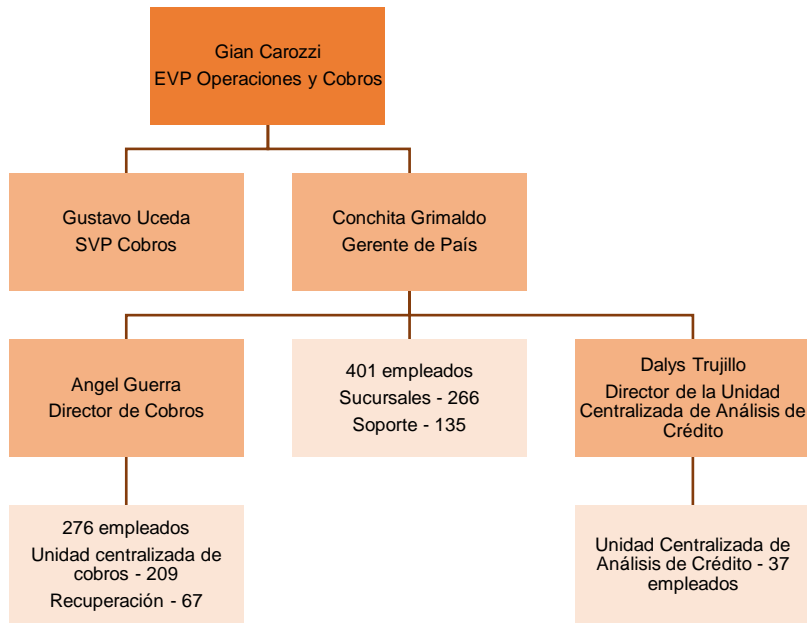 Gian Carozzi
EVP Operaciones y Cobros
Gustavo Uceda
SVP Cobros
Conchita Grimaldo
Gerente de País
Angel Guerra
Director de Cobros
401 empleados
Sucursales - 266
Soporte - 135
Dalys Trujillo
Director de la Unidad
Centralizada de Análisis de
Crédito
276 empleados
Unidad centralizada de
cobros - 209
Recuperación - 67
Unidad Centralizada de
Análisis de Crédito - 37
empleados